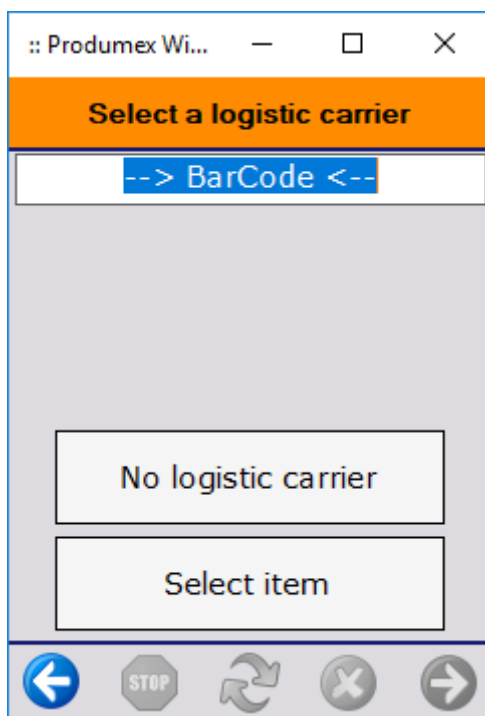 :: Produmex Wi...
Select a logistic carrier
--> BarCode <--
No logistic carrier
Select item
STOP